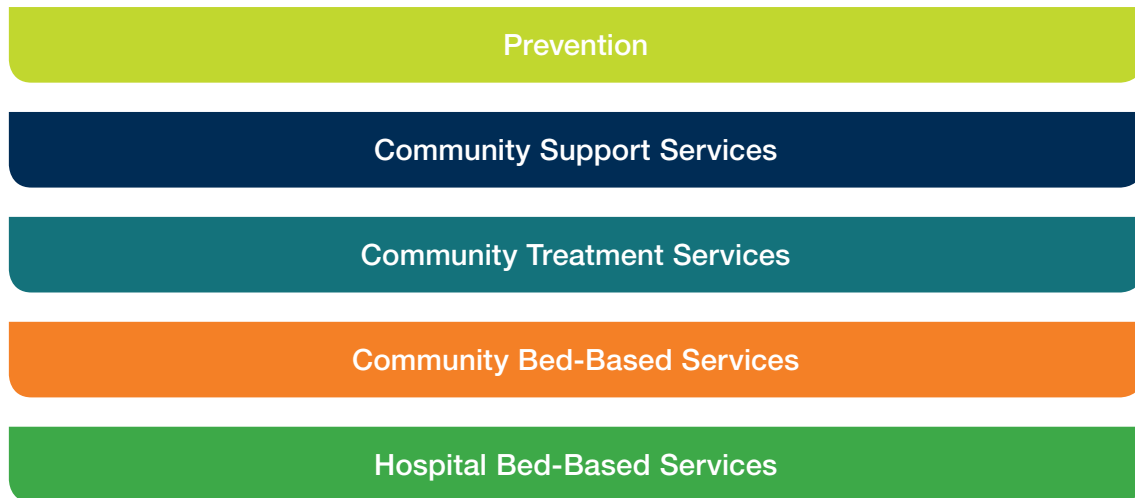 Prevention
Community Support Services
Community Treatment Services
Community Bed-Based Services
Hospital Bed-Based Services